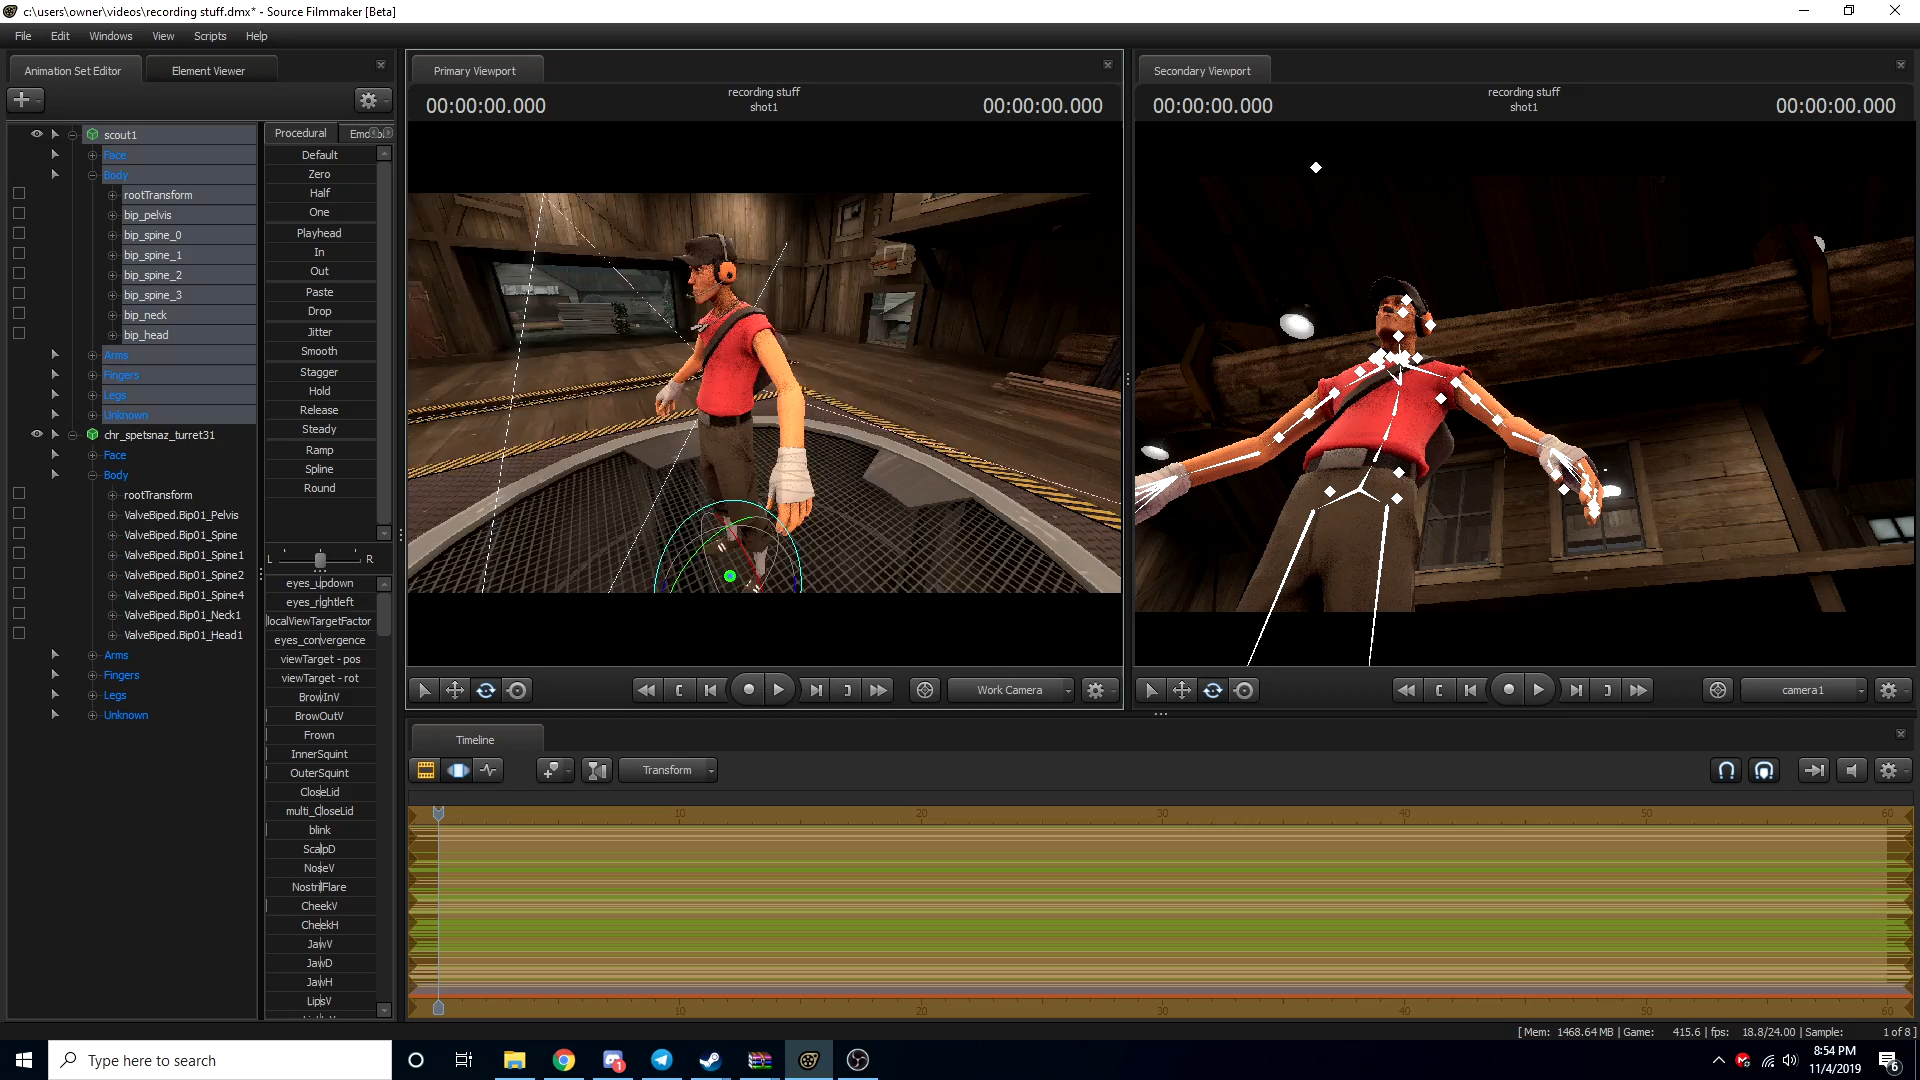 c:\users\owner\videos\recording stuff.dmx* - Source Filmmaker [Beta]
File Edit Windows View Scripts Help
Animation Set Editor
Element Viewer
scout1
Face
Body
rootTransform
bip_pelvis
bip_spine_0
bip_spine_1
bip_spine_2
bip_spine_3
bip_neck
bip_head
Arms
Fingers
Legs
Unknown
chr_spetsnaz_turret31
Face
Body
rootTransform
ValveBiped.Bip01_Pelvis
ValveBiped.Bip01_Spine
ValveBiped.Bip01_Spine1
ValveBiped.Bip01_Spine2
ValveBiped.Bip01_Spine4
ValveBiped.Bip01_Neck1
ValveBiped.Bip01_Head1
Arms
Fingers
Legs
Unknown
Procedural
Default
Zero
Half
One
Playhead
In
Out
Paste
Drop
Jitter
Smooth
Stagger
Hold
Release
Steady
Ramp
Spline
Round
L R
eyes_updown
eyes_rightleft
localViewTargetFactor
eyes_convergence
viewTarget - pos
viewTarget - rot
BrowInV
BrowOutV
Frown
InnerSquint
OuterSquint
CloseLid
multi_CloseLid
blink
ScalpD
NoseV
NostrilFlare
CheekV
CheekH
JawV
JawD
JawH
LipsV
Primary Viewport
00:00:00.000
recording stuff
shot1
00:00:00.000
Work Camera
Secondary Viewport
00:00:00.000
recording stuff
shot1
00:00:00.000
camera1
Timeline
Transform
10 20 30 40 50 60
10 20 30 40 50 60
[ Mem: 1468.64 MB | Game: 415.6 | fps: 18.8/24.00 | Sample: 1 of 8 ]
Type here to search
1
8:54 PM
11/4/2019
6